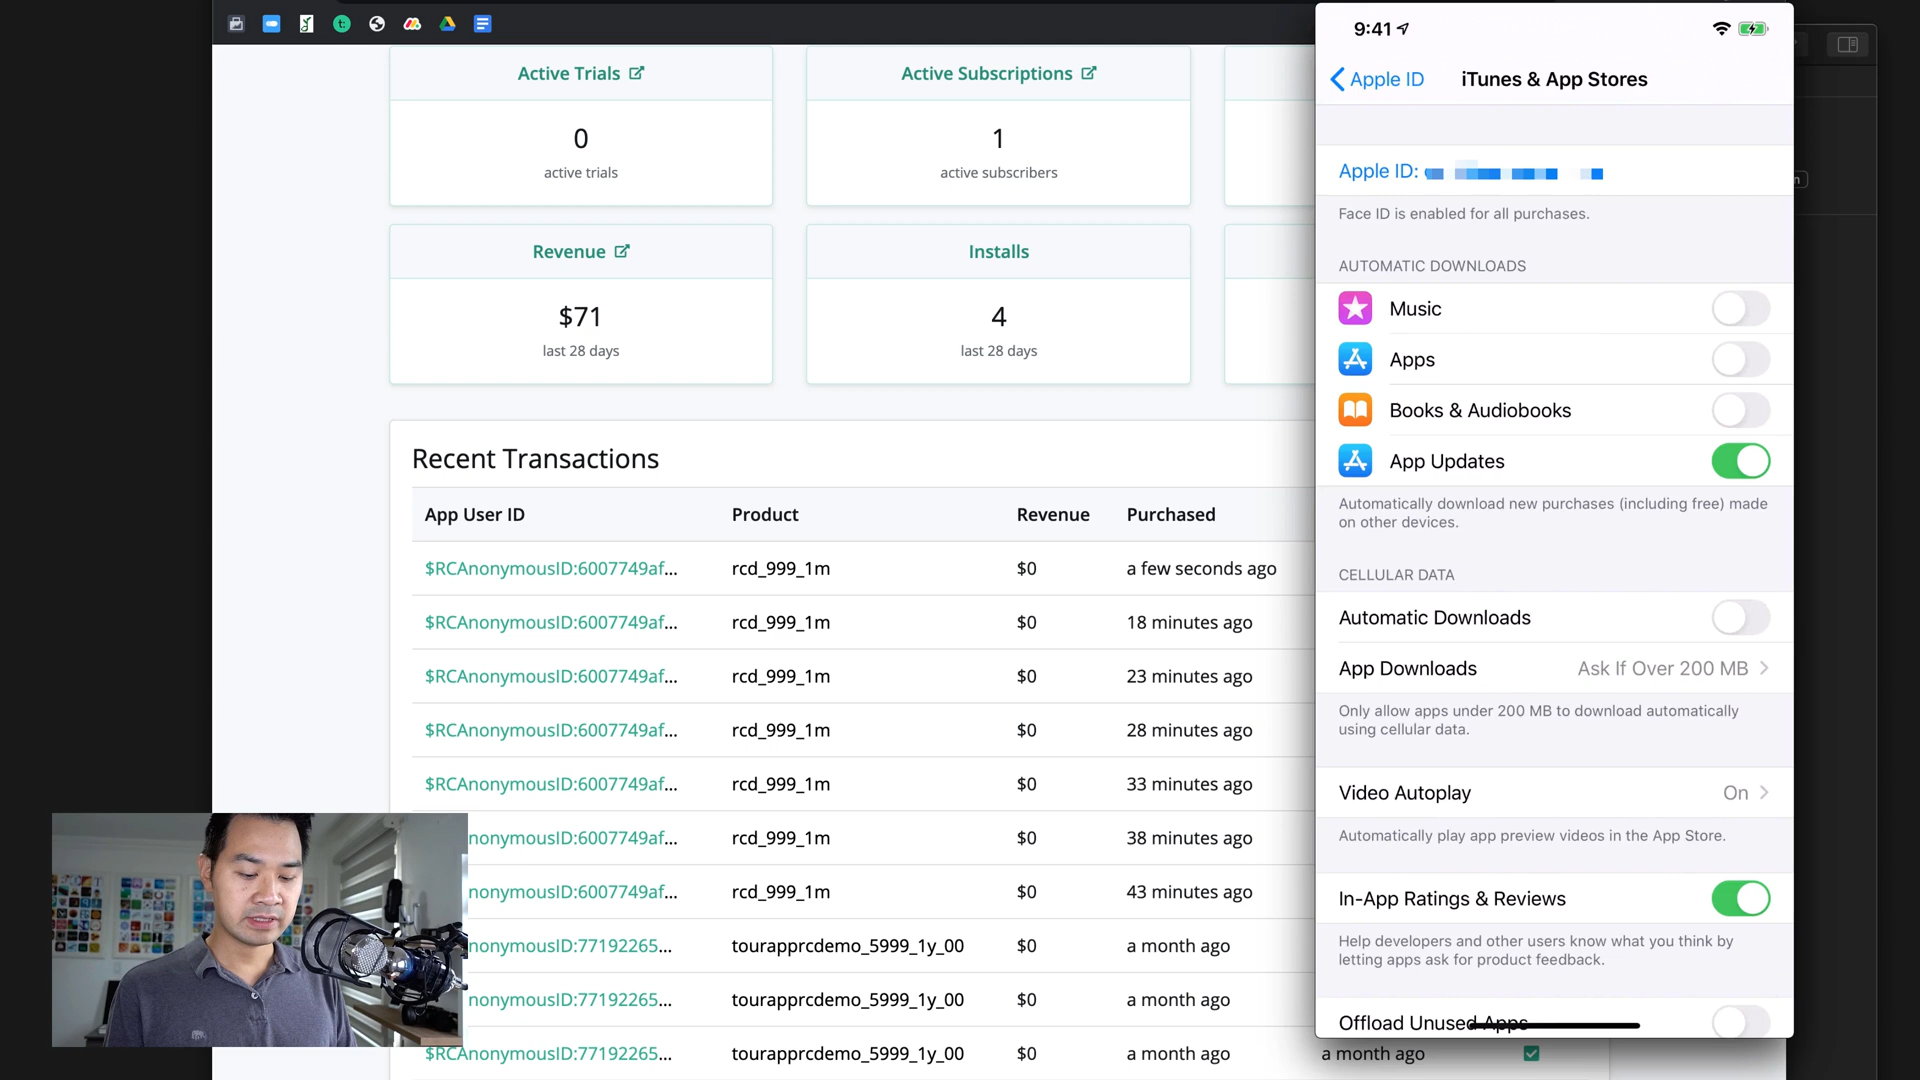 Active Trials
0
active trials
Active Subscriptions
1
active subscribers
Revenue
$71
last 28 days
Installs
4
last 28 days
Recent Transactions
App User ID Product Revenue Purchased
$RCAnonymousID:6007749af... rcd_999_1m $0 a few seconds ago
$RCAnonymousID:6007749af... rcd_999_1m $0 18 minutes ago
$RCAnonymousID:6007749af... rcd_999_1m $0 23 minutes ago
$RCAnonymousID:6007749af... rcd_999_1m $0 28 minutes ago
$RCAnonymousID:6007749af... rcd_999_1m $0 33 minutes ago
nonymousID:6007749af... rcd_999_1m $0 38 minutes ago
nonymousID:6007749af... rcd_999_1m $0 43 minutes ago
nonymousID:77192265... tourapprcdemo_5999_1y_00 $0 a month ago
nonymousID:77192265... tourapprcdemo_5999_1y_00 $0 a month ago
$RCAnonymousID:77192265... tourapprcdemo_5999_1y_00 $0 a month ago a month ago
9:41
Apple ID iTunes & App Stores
Apple ID:
Face ID is enabled for all purchases.
AUTOMATIC DOWNLOADS
Music
Apps
Books & Audiobooks
App Updates
Automatically download new purchases (including free) made
on other devices.
CELLULAR DATA
Automatic Downloads
App Downloads Ask If Over 200 MB
Only allow apps under 200 MB to download automatically
using cellular data.
Video Autoplay On
Automatically play app preview videos in the App Store.
In-App Ratings & Reviews
Help developers and other users know what you think by
letting apps ask for product feedback.
Offload Unused Apps